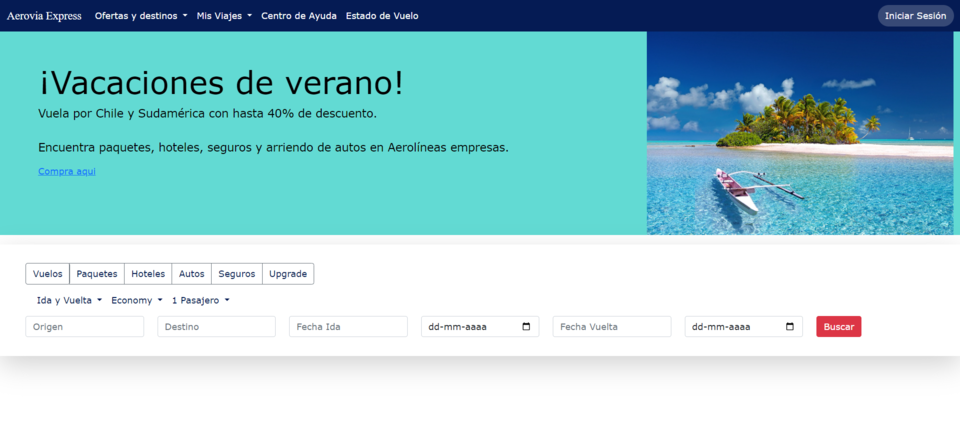 Aerovia Express Ofertas y destinos Mis Viajes Centro de Ayuda Estado de Vuelo Iniciar Sesión
¡Vacaciones de verano!
Vuela por Chile y Sudamérica con hasta 40% de descuento.
Encuentra paquetes, hoteles, seguros y arriendo de autos en Aerolíneas empresas.
Compra aqui
Vuelos Paquetes Hoteles Autos Seguros Upgrade
Ida y Vuelta Economy 1 Pasajero
Origen Destino Fecha Ida dd-mm-aaaa Fecha Vuelta dd-mm-aaaa Buscar